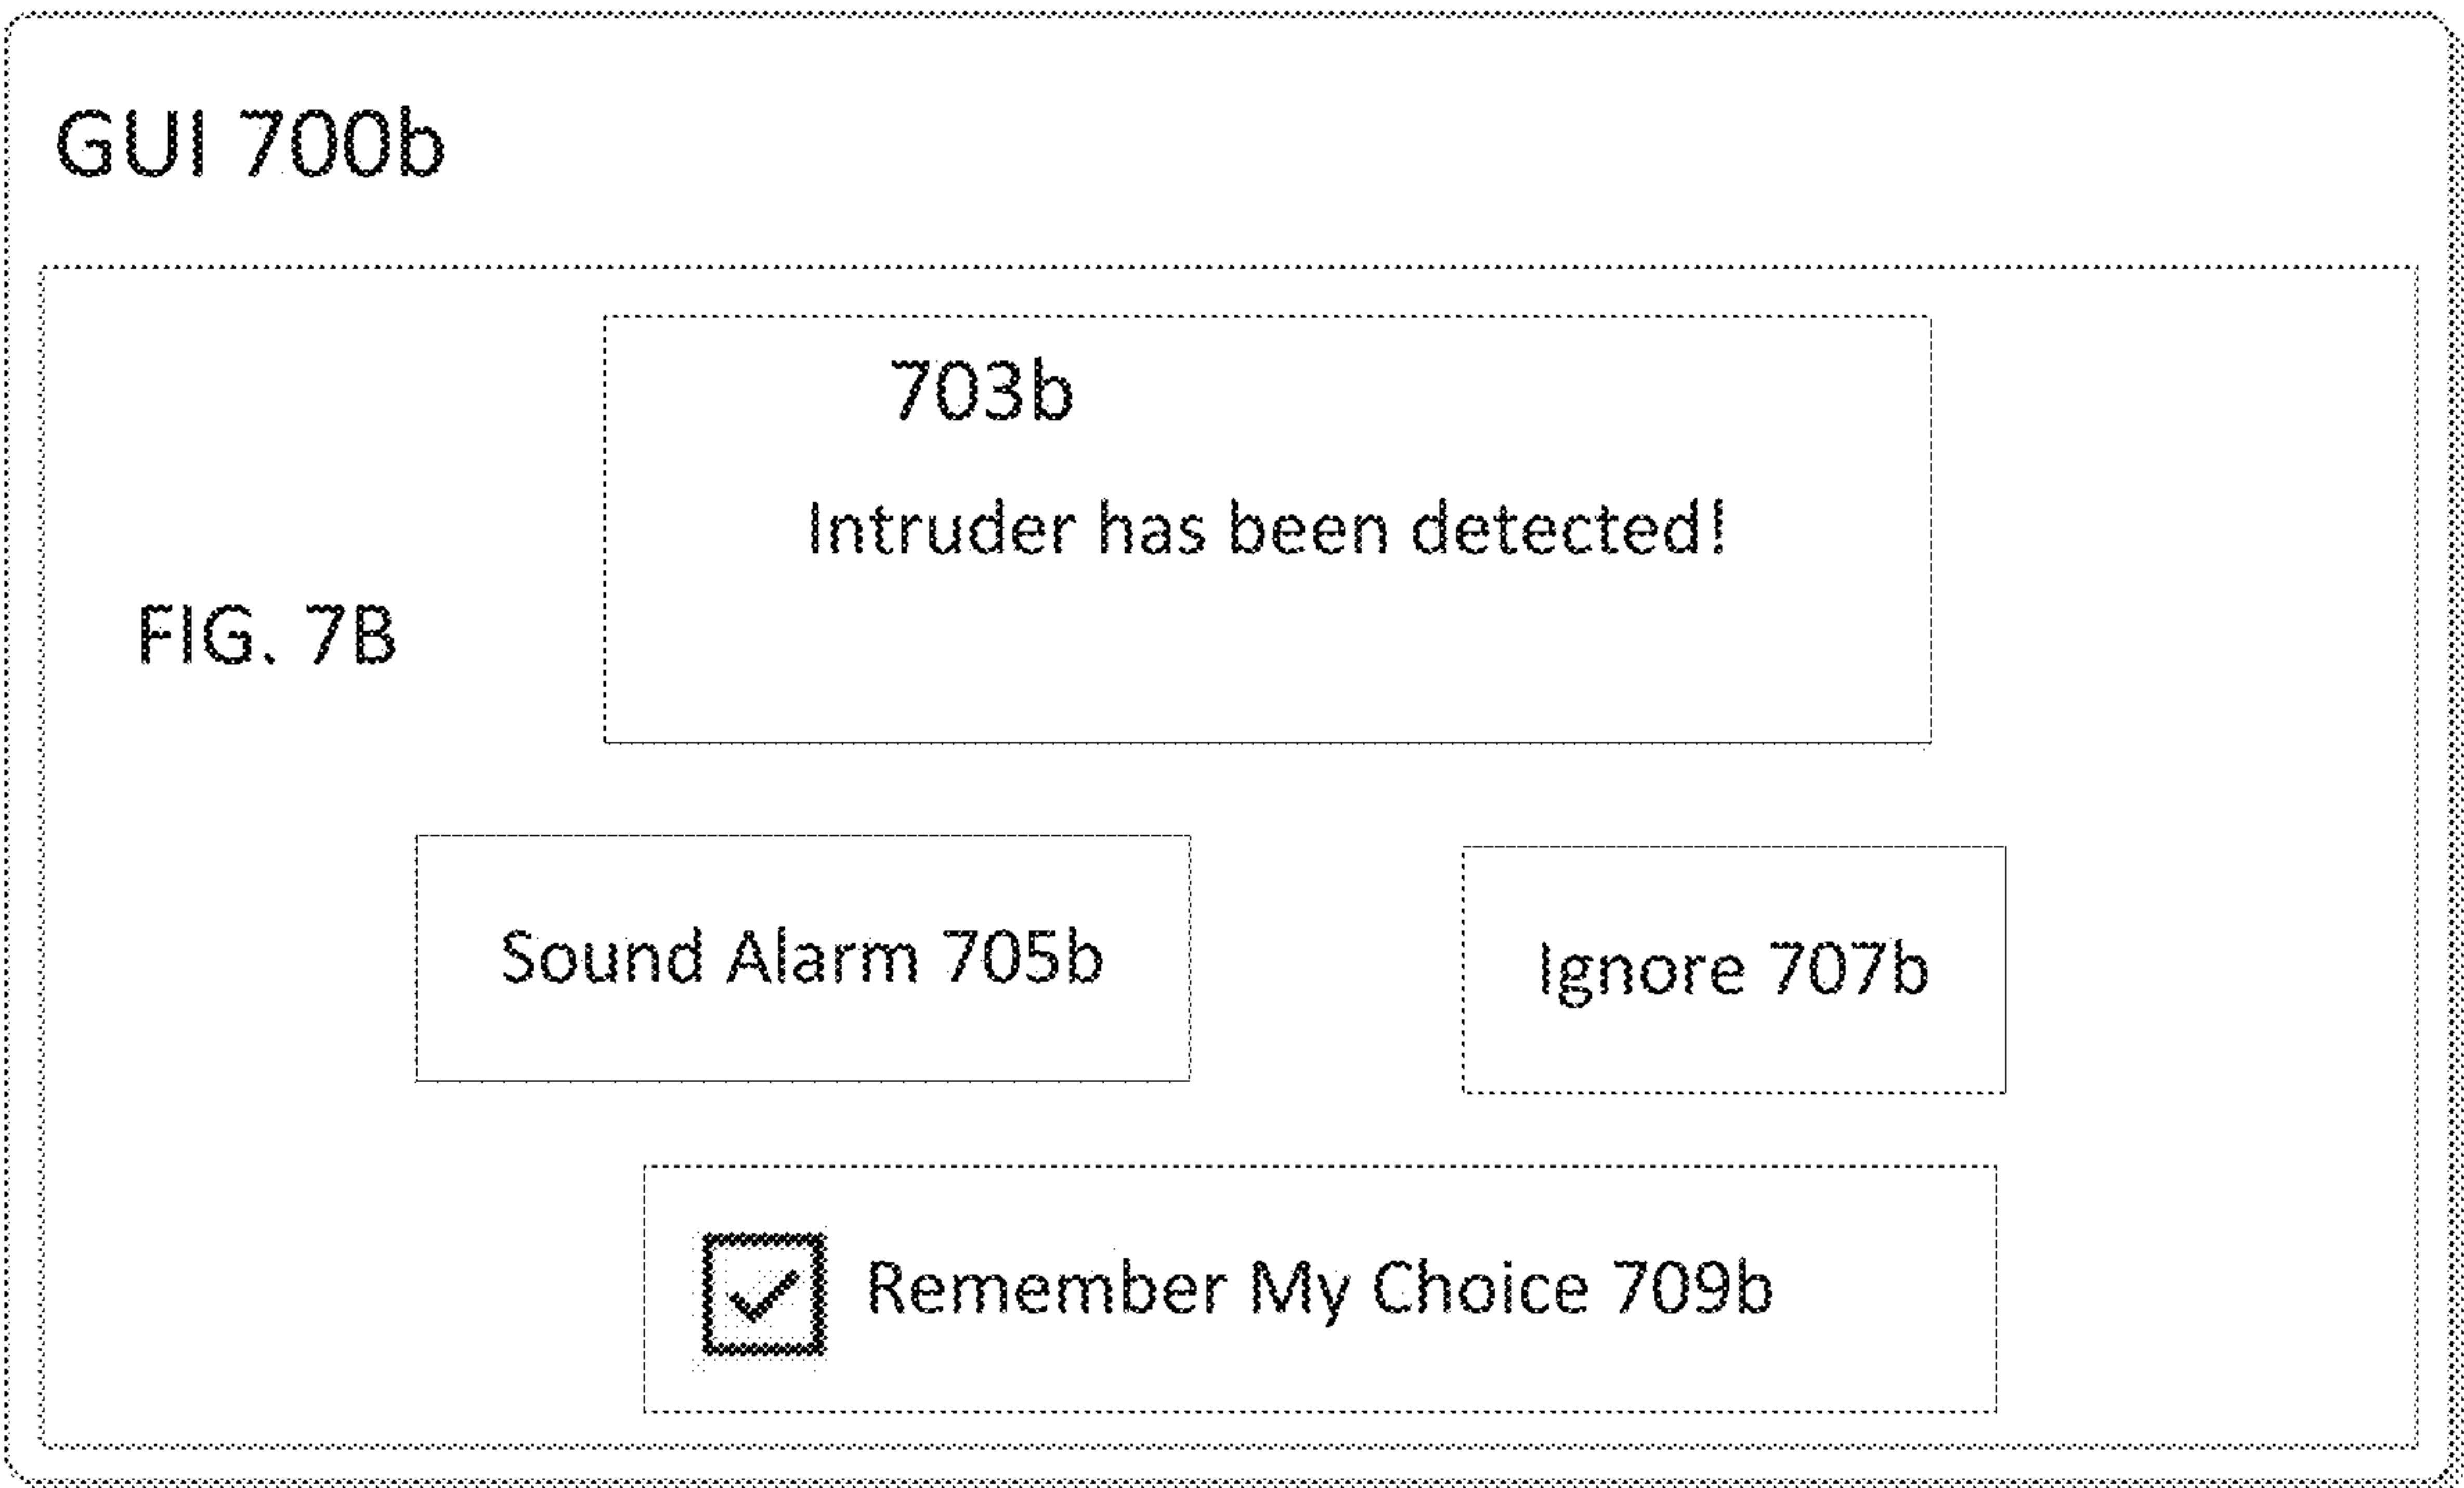 GUI 700b
703b
Intruder has been detected!
FIG. 7B
Sound Alarm 705b
Ignore 707b
Remember My Choice 709b